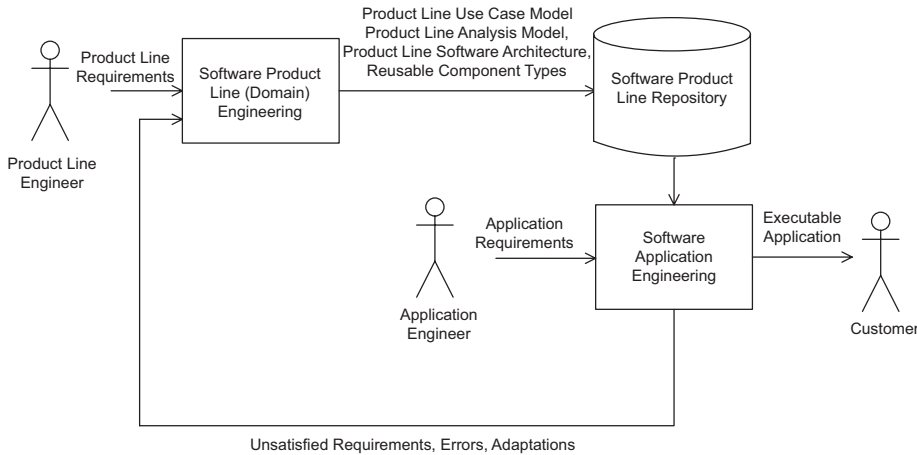 Product Line Use Case Model
Product Line Analysis Model,
Product Line Software Architecture,
Reusable Component Types
Product Line
Requirements
Software Product
Line (Domain)
Engineering
Software Product
Line Repository
Product Line
Engineer
Application
Requirements
Software
Application
Engineering
Executable
Application
Application
Engineer
Customer
Unsatisfied Requirements, Errors, Adaptations